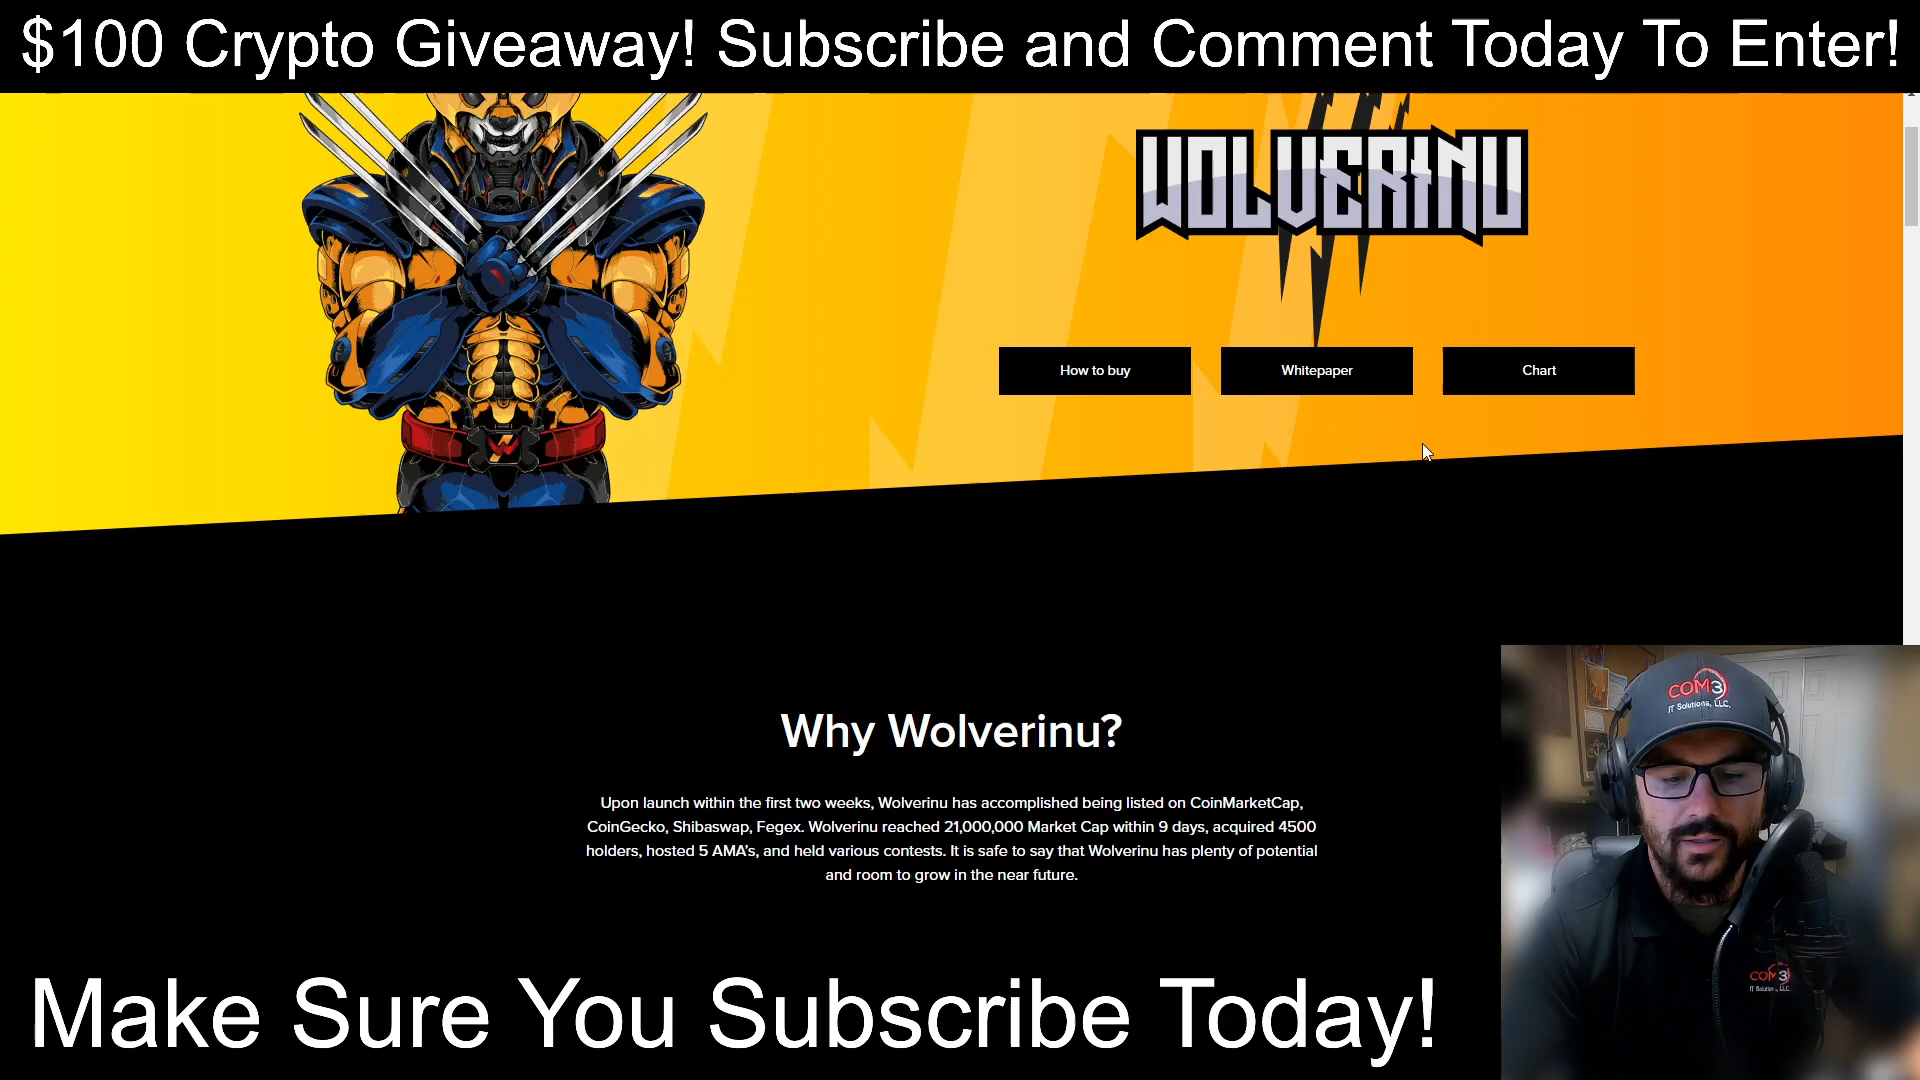 $100 Crypto Giveaway! Subscribe and Comment Today To Enter!
WOLVERINU
How to buy
Whitepaper
Chart
Why Wolverinu?
Upon launch within the first two weeks, Wolverinu has accomplished being listed on CoinMarketCap,
CoinGecko, Shibaswap, Fegex. Wolverinu reached 21,000,000 Market Cap within 9 days, acquired 4500
holders, hosted 5 AMA's, and held various contests. It is safe to say that Wolverinu has plenty of potential
and room to grow in the near future.
COM3
IT Solutions, LLC.
COM3
IT Solutions, LLC.
Make Sure You Subscribe Today!